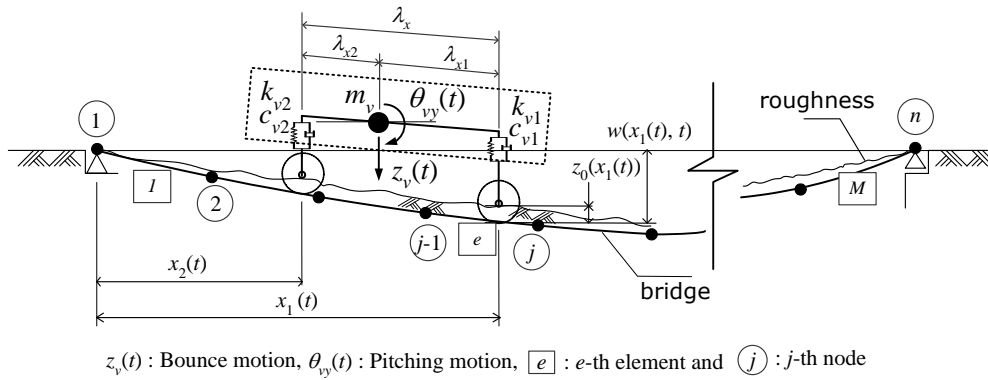 λx
λx2
λx1
kv2
cv2
mv
θvy(t)
kv1
cv1
zv(t)
roughness
w(x1(t), t)
z0(x1(t))
1
n
1
2
M
j-1
e
j
x2(t)
x1(t)
bridge
zv(t) : Bounce motion, θvy(t) : Pitching motion, e : e-th element and j : j-th node